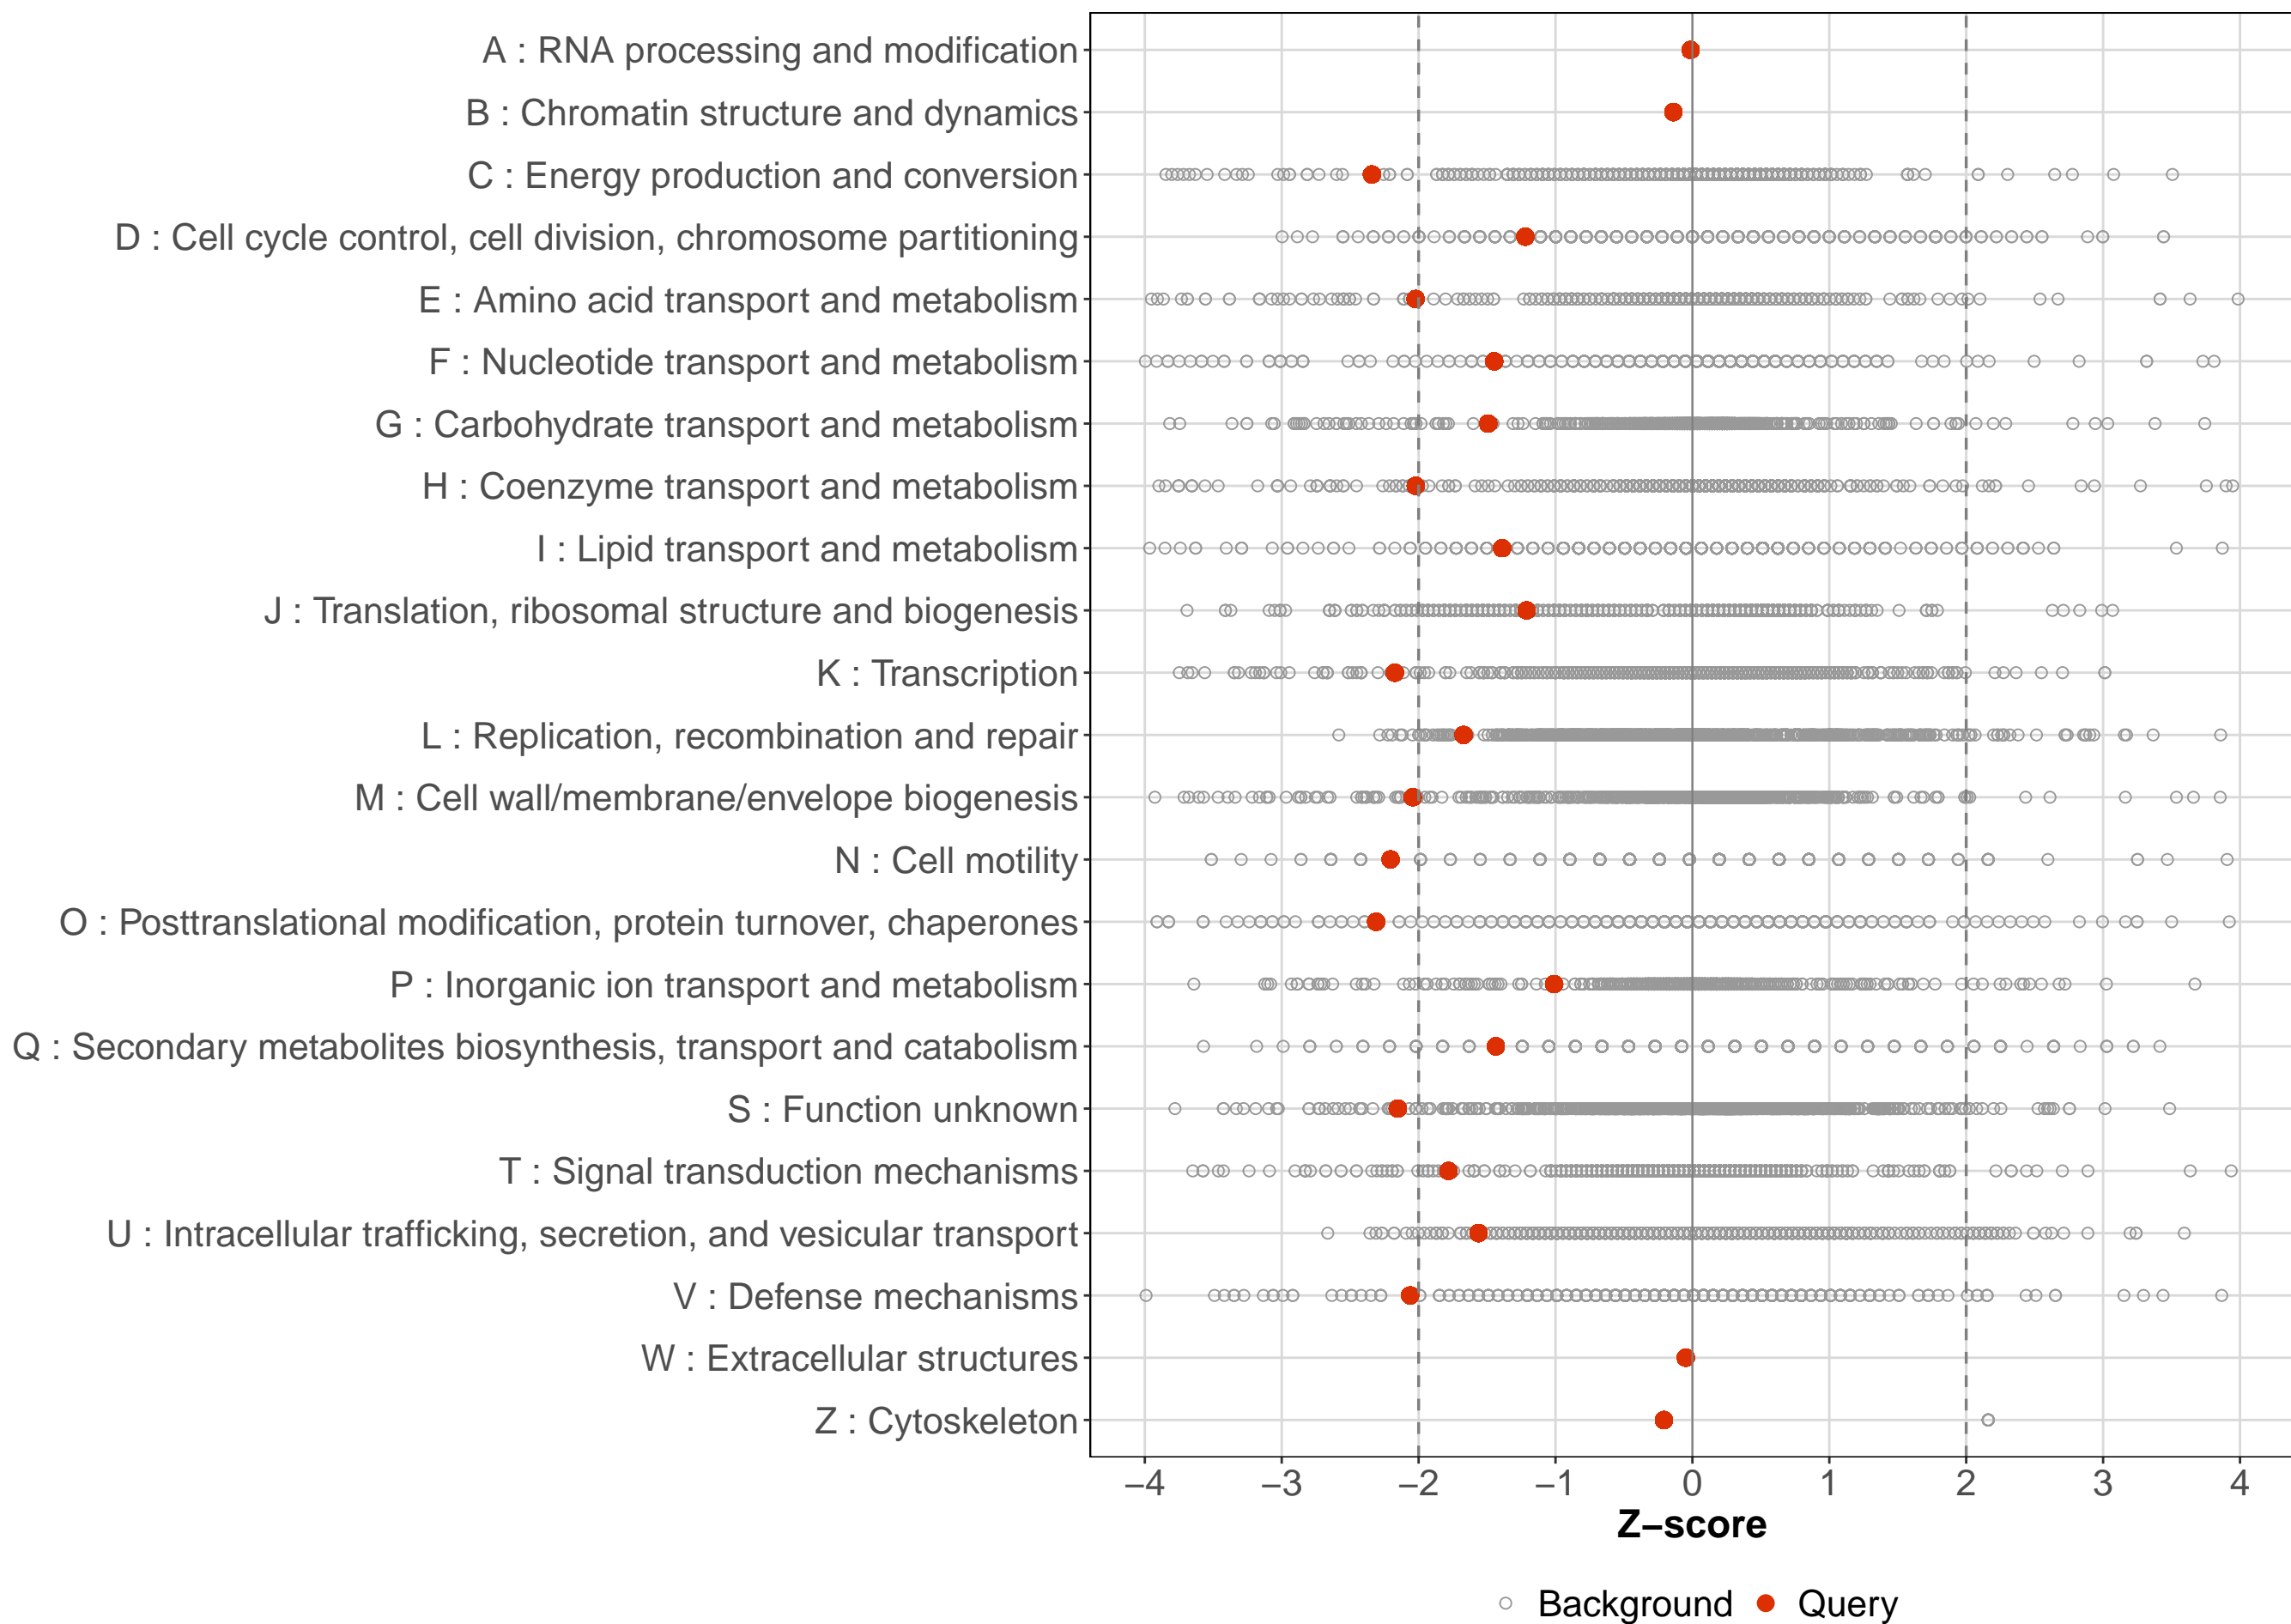 A : RNA processing and modification
B : Chromatin structure and dynamics
C : Energy production and conversion
D : Cell cycle control, cell division, chromosome partitioning
E : Amino acid transport and metabolism
F : Nucleotide transport and metabolism
G : Carbohydrate transport and metabolism
H : Coenzyme transport and metabolism
I : Lipid transport and metabolism
J : Translation, ribosomal structure and biogenesis
K : Transcription
L : Replication, recombination and repair
M : Cell wall/membrane/envelope biogenesis
N : Cell motility
O : Posttranslational modification, protein turnover, chaperones
P : Inorganic ion transport and metabolism
Q : Secondary metabolites biosynthesis, transport and catabolism
S : Function unknown
T : Signal transduction mechanisms
U : Intracellular trafficking, secretion, and vesicular transport
V : Defense mechanisms
W : Extracellular structures
Z : Cytoskeleton
−4 −3 −2 −1 0 1 2 3 4
Z−score
Background Query